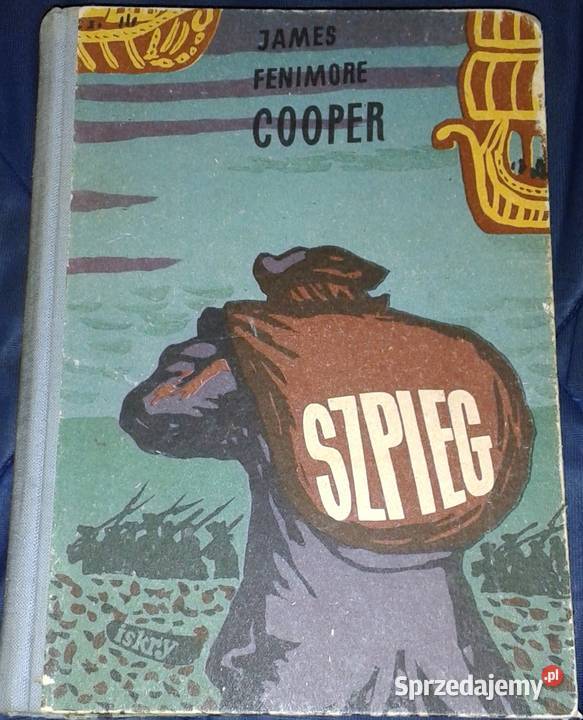 JAMES
FENIMORE
COOPER
SZPIEG
iskry
Sprzedajemy.pl